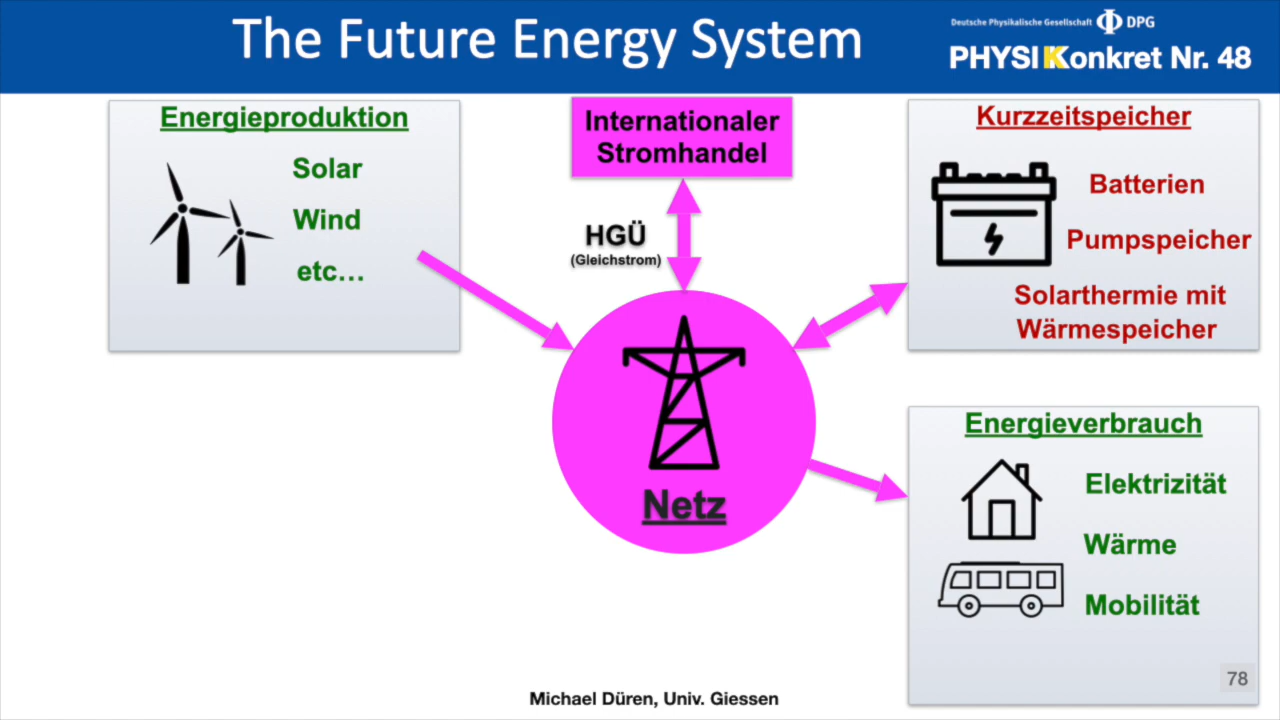 The Future Energy System
Deutsche Physikalische Gesellschaft DPG
PHYSIKKonkret Nr. 48
Energieproduktion
Solar
Wind
etc...
Internationaler
Stromhandel
HGÜ
(Gleichstrom)
Netz
Kurzzeitspeicher
Batterien
Pumpspeicher
Solarthermie mit
Wärmespeicher
Energieverbrauch
Elektrizität
Wärme
Mobilität
Michael Düren, Univ. Giessen
78